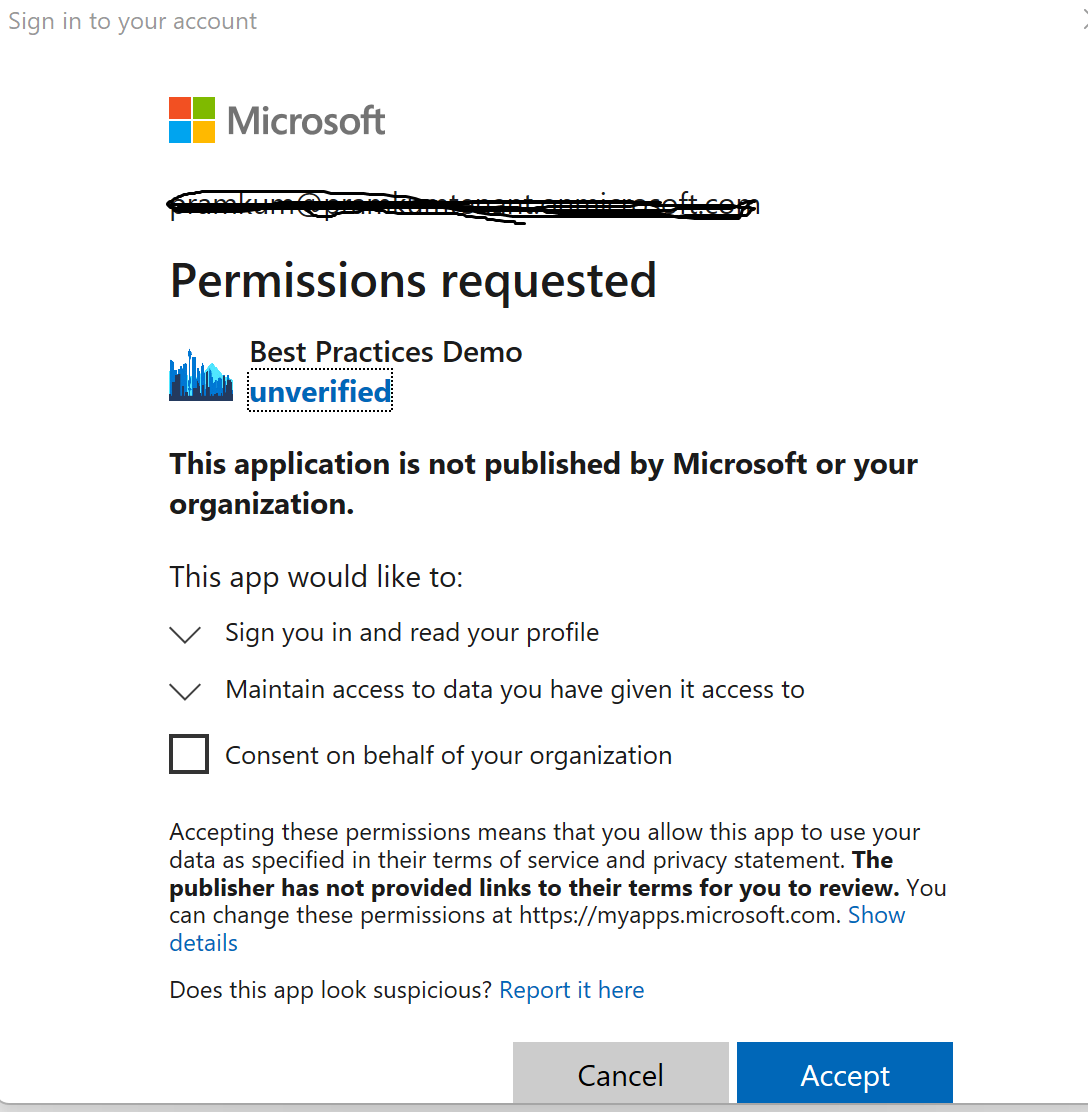 Sign in to your account
Microsoft
Permissions requested
Best Practices Demo
unverified
This application is not published by Microsoft or your
organization.
This app would like to:
Sign you in and read your profile
Maintain access to data you have given it access to
Consent on behalf of your organization
Accepting these permissions means that you allow this app to use your
data as specified in their terms of service and privacy statement. The
publisher has not provided links to their terms for you to review. You
can change these permissions at https://myapps.microsoft.com. Show
details
Does this app look suspicious? Report it here
Cancel
Accept